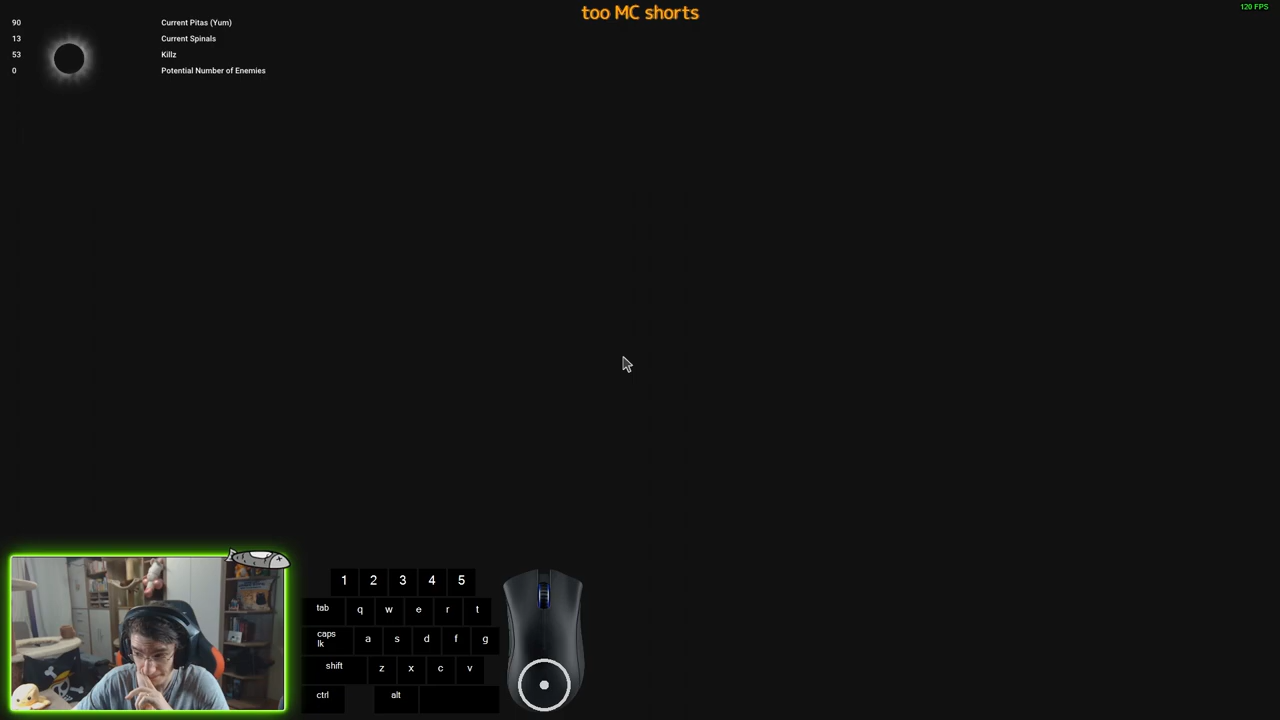 too MC shorts
120 FPS
90 Current Pitas (Yum)
13 Current Spinals
53 Killz
0 Potential Number of Enemies
1 2 3 4 5
tab q w e r t
caps lk a s d f g
shift z x c v
ctrl alt